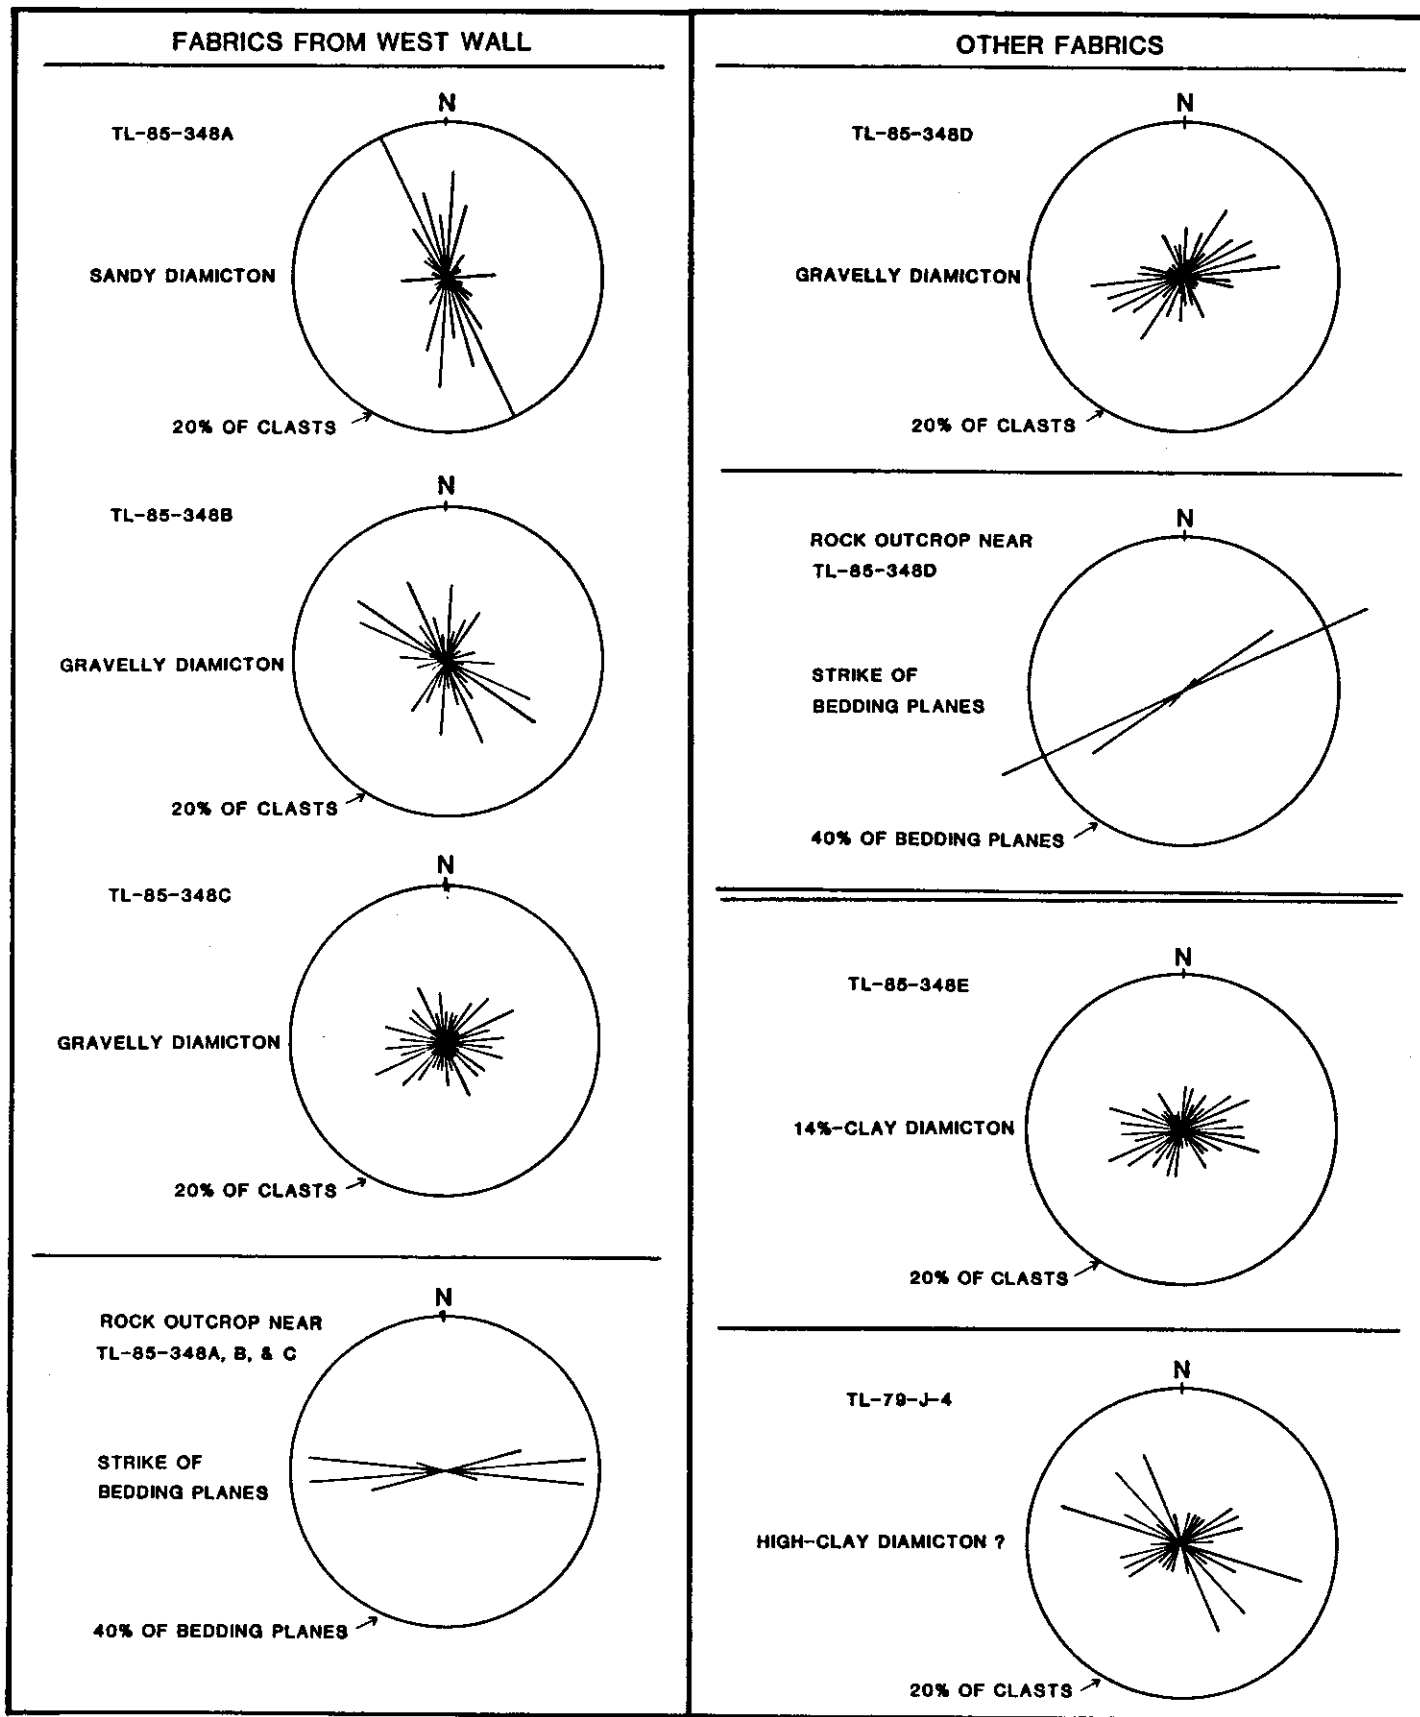 FABRICS FROM WEST WALL
N
TL-85-348A
SANDY DIAMICTON
20% OF CLASTS
N
TL-85-348B
GRAVELLY DIAMICTON
20% OF CLASTS
N
TL-85-348C
GRAVELLY DIAMICTON
20% OF CLASTS
N
ROCK OUTCROP NEAR
TL-85-348A, B, & C
STRIKE OF
BEDDING PLANES
40% OF BEDDING PLANES
OTHER FABRICS
N
TL-85-348D
GRAVELLY DIAMICTON
20% OF CLASTS
N
ROCK OUTCROP NEAR
TL-85-348D
STRIKE OF
BEDDING PLANES
40% OF BEDDING PLANES
N
TL-85-348E
14%-CLAY DIAMICTON
20% OF CLASTS
N
TL-79-J-4
HIGH-CLAY DIAMICTON ?
20% OF CLASTS